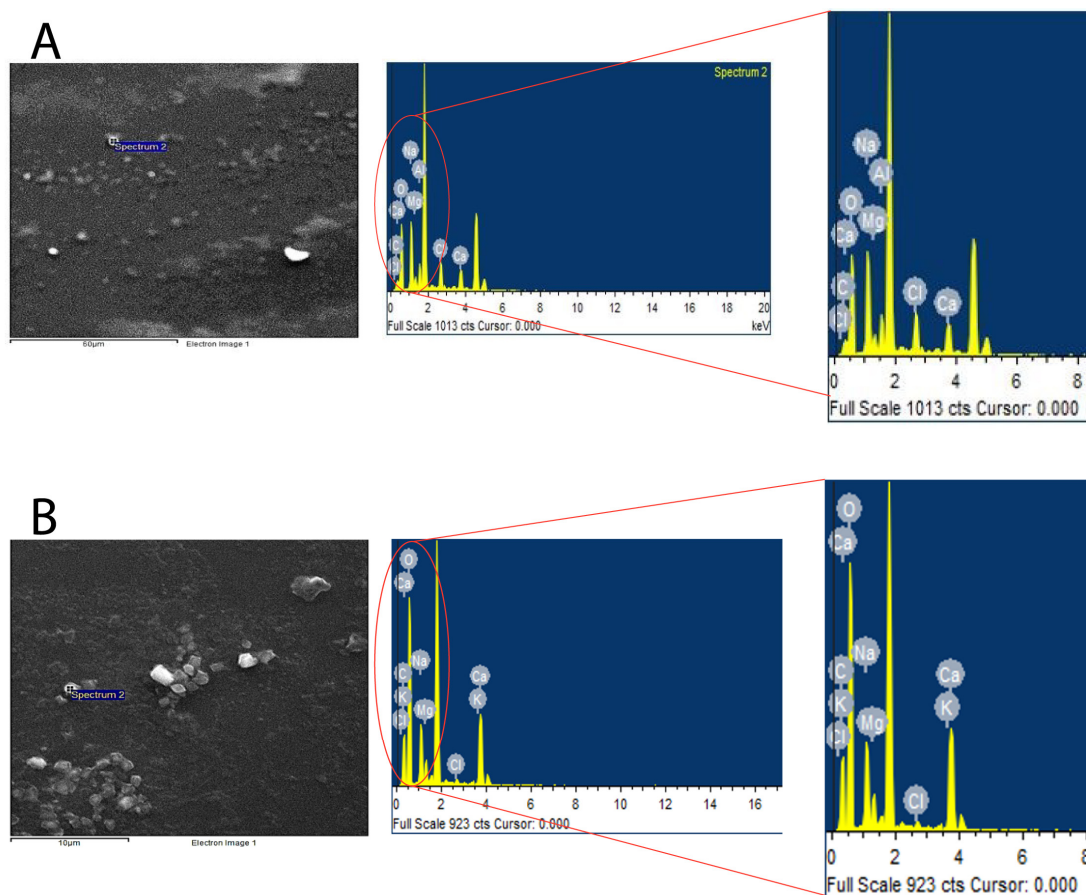 A
Spectrum 2
60µm Electron Image 1
Spectrum 2
Na
Al
O
Mg
Ca
C
Cl
Cl
Ca
0 2 4 6 8 10 12 14 16 18 20
Full Scale 1013 cts Cursor: 0.000 keV
Na
Al
O
Mg
Ca
C
Cl
Cl
Ca
0 2 4 6 8
Full Scale 1013 cts Cursor: 0.000
B
Spectrum 2
10µm Electron Image 1
O
Ca
Na
C
K
Mg
Cl
Ca
K
Cl
0 2 4 6 8 10 12 14 16
Full Scale 923 cts Cursor: 0.000
O
Ca
Na
C
K
Mg
Cl
Ca
K
Cl
0 2 4 6 8
Full Scale 923 cts Cursor: 0.000